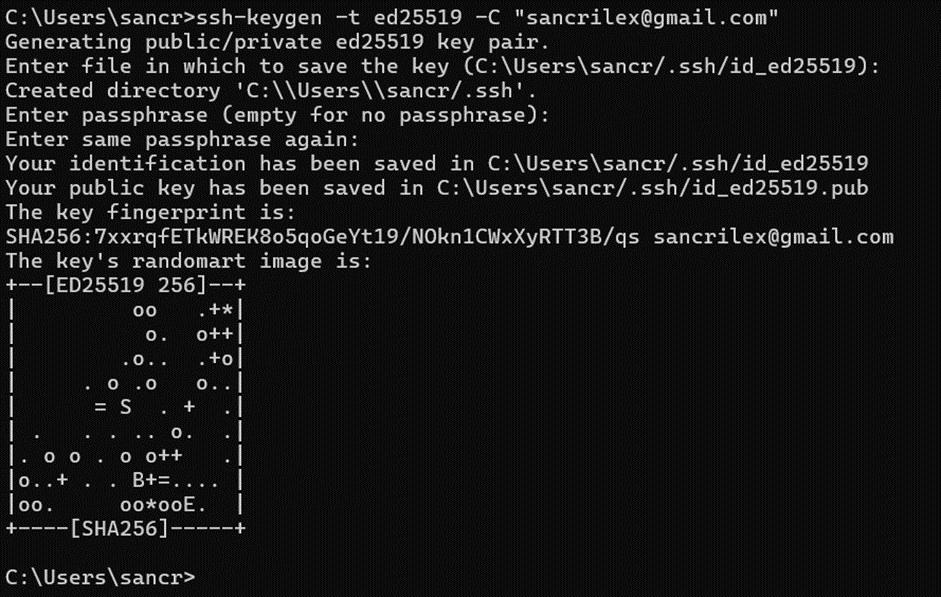 C:\Users\sancr>ssh-keygen -t ed25519 -C "sancrilex@gmail.com"
Generating public/private ed25519 key pair.
Enter file in which to save the key (C:\Users\sancr/.ssh/id_ed25519):
Created directory 'C:\\Users\\sancr/.ssh'.
Enter passphrase (empty for no passphrase):
Enter same passphrase again:
Your identification has been saved in C:\Users\sancr/.ssh/id_ed25519
Your public key has been saved in C:\Users\sancr/.ssh/id_ed25519.pub
The key fingerprint is:
SHA256:7xxrqfETkWREK8o5qoGeYt19/NOkn1CWxXyRTT3B/qs sancrilex@gmail.com
The key's randomart image is:
+--[ED25519 256]--+
|         oo   .+*|
|          o.  o++|
|        .o..  .+o|
|     . o .o   o..|
|      = S  . +  .|
| .   . . .. o.  .|
|. o o . o o++   .|
|o..+ . . B+=.... |
|oo.     oo*ooE.  |
+----[SHA256]-----+
C:\Users\sancr>